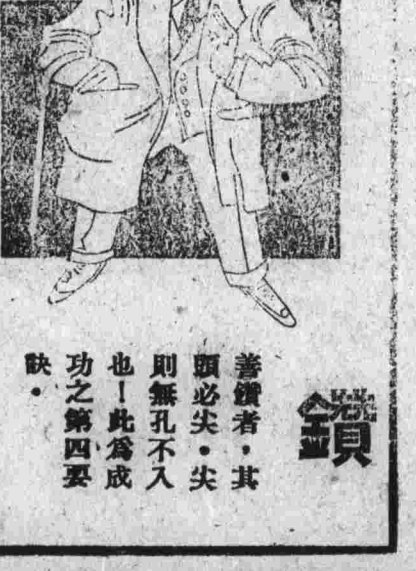 鑽
善鑽者，其
頭必尖。尖
則無孔不入
也！此爲成
功之第四要
訣。